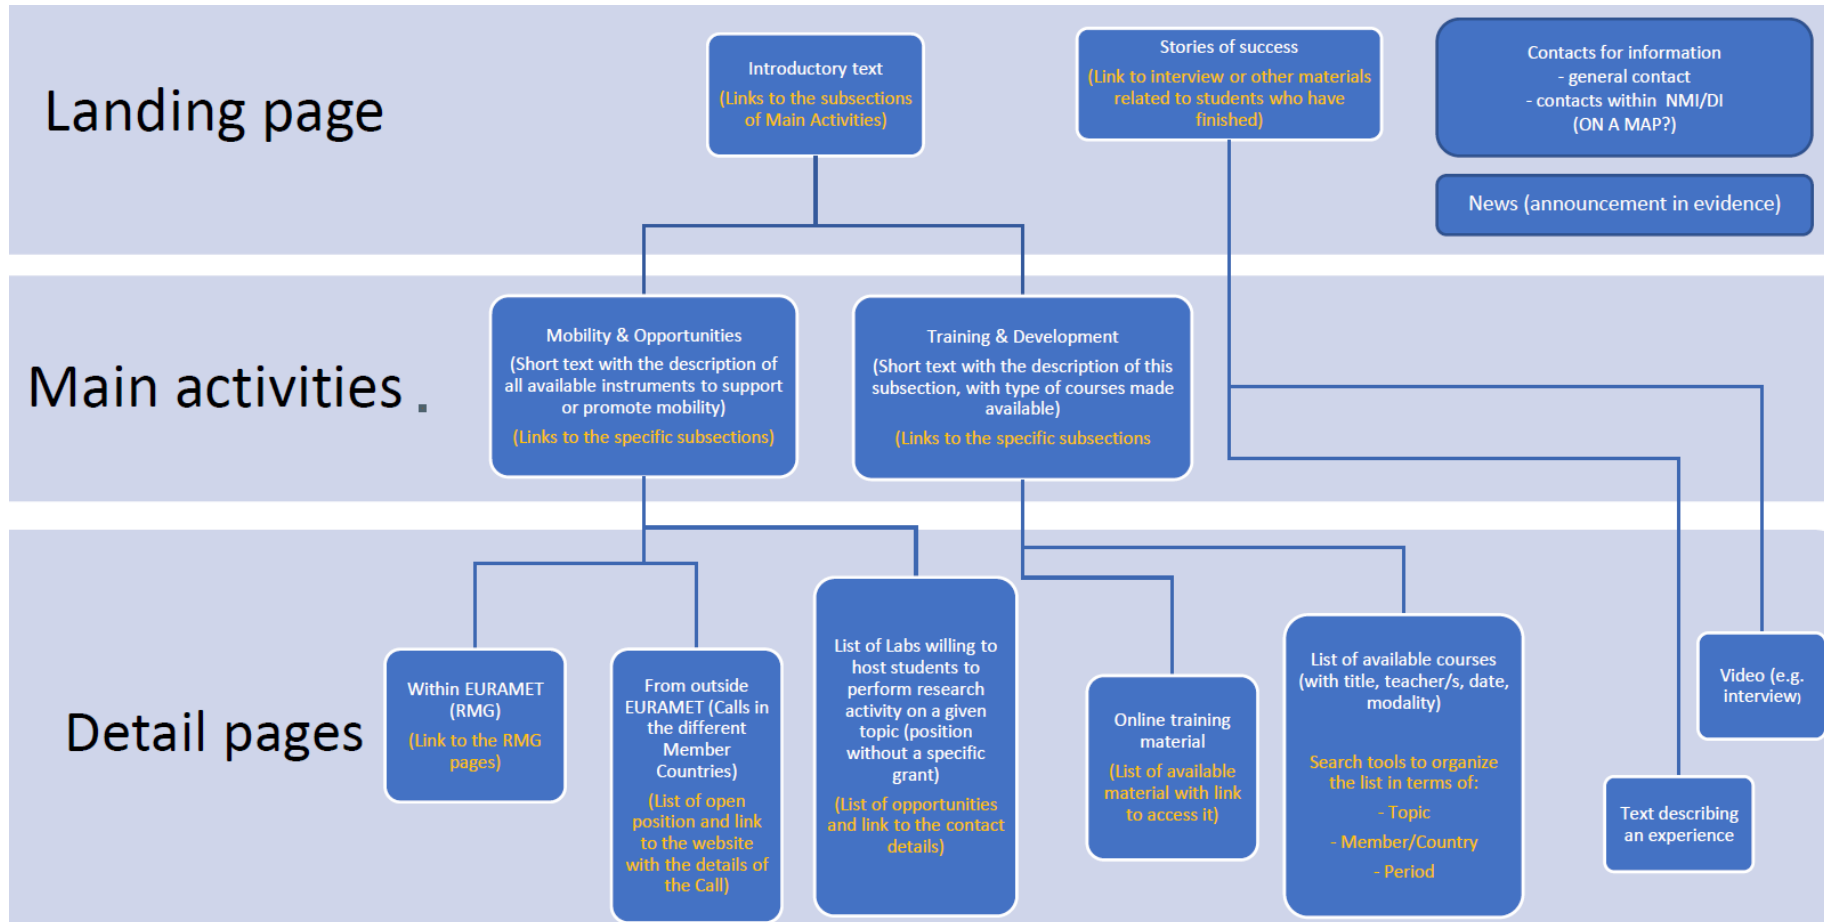 Landing page
Introductory text
(Links to the subsections
of Main Activities)
Stories of success
(Link to interview or other materials
related to students who have
finished)
Contacts for information
- general contact
- contacts within NMI/DI
(ON A MAP?)
News (announcement in evidence)
Main activities .
Mobility & Opportunities
(Short text with the description of
all available instruments to support
or promote mobility)
(Links to the specific subsections)
Training & Development
(Short text with the description of this
subsection, with type of courses made
available)
(Links to the specific subsections
Detail pages
Within EURAMET
(RMG)
(Link to the RMG
pages)
From outside
EURAMET (Calls in
the different
Member
Countries)
(List of open
position and link
to the website
with the details of
the Call)
List of Labs willing to
host students to
perform research
activity on a given
topic (position
without a specific
grant)
(List of opportunities
and link to the contact
details)
Online training
material
(List of available
material with link
to access it)
List of available courses
(with title, teacher/s, date,
modality)
Search tools to organize
the list in terms of:
- Topic
- Member/Country
- Period
Text describing
an experience
Video (e.g.
interview)